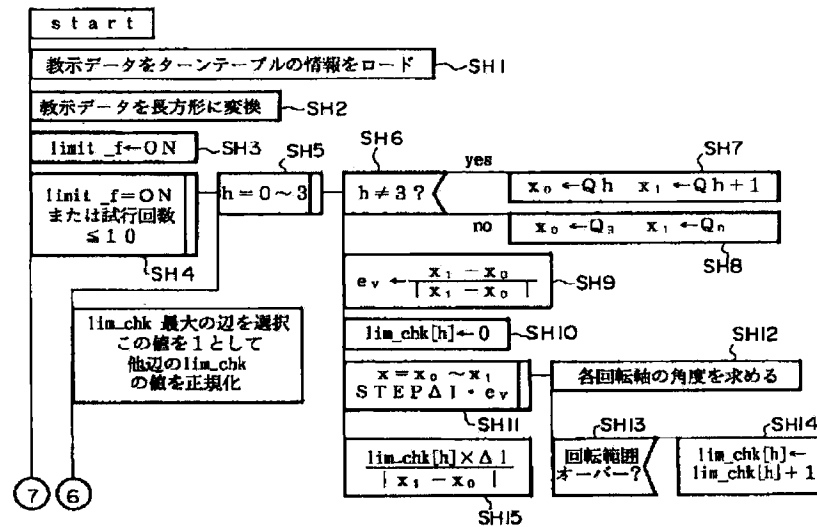 start
教示データをターンテーブルの情報をロード
SH1
教示データを長方形に変換
SH2
limit _f←ON
SH3
limit _f=ON
または試行回数
≦10
SH4
h=0~3
SH5
h≠3?
SH6
yes
x₀←Qh x₁←Qh+1
SH7
no
x₀←Q₃ x₁←Q₀
SH8
eᵥ← x₁-x₀
|x₁-x₀|
SH9
lim_chk[h]←0
SH10
x=x₀~x₁
STEPΔl・eᵥ
SH11
各回転軸の角度を求める
SH12
回転範囲
オーバー?
SH13
lim_chk[h]←
lim_chk[h]+1
SH14
lim_chk[h]×Δl
|x₁-x₀|
SH15
lim_chk 最大の辺を選択
この値を1として
他辺のlim_chk
の値を正規化
7
6